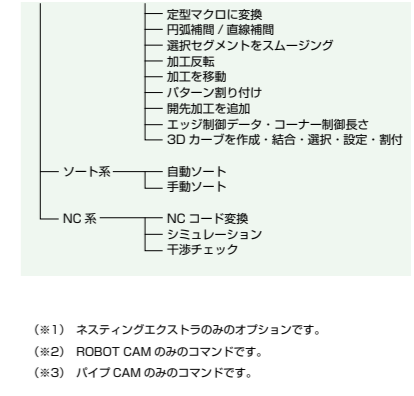 定型マクロに変換
円弧補間 / 直線補間
選択セグメントをスムージング
加工反転
加工を移動
パターン割り付け
開先加工を追加
エッジ制御データ・コーナー制御長さ
3D カーブを作成・結合・選択・設定・割付
ソート系 自動ソート
手動ソート
NC 系 NC コード変換
シミュレーション
干渉チェック
（※1） ネスティングエクストラのみのオプションです。
（※2） ROBOT CAM のみのコマンドです。
（※3） パイプ CAM のみのコマンドです。